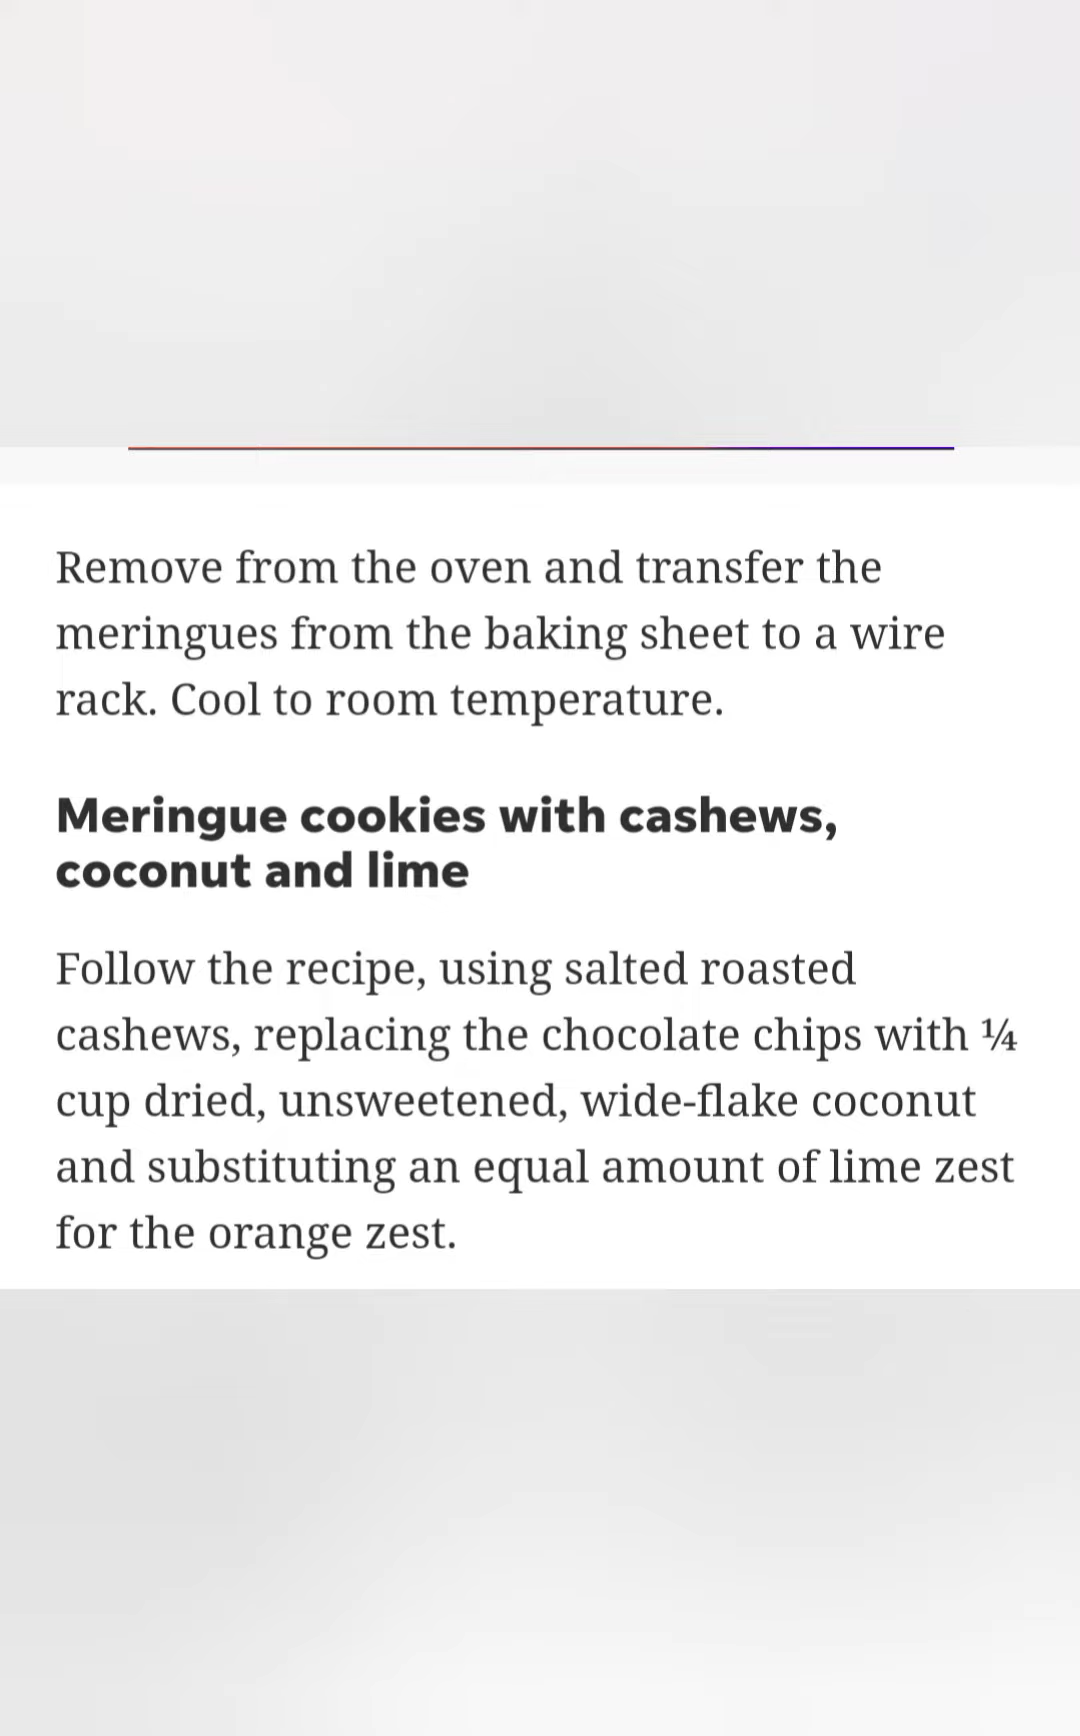 Remove from the oven and transfer the
meringues from the baking sheet to a wire
rack. Cool to room temperature.
Meringue cookies with cashews,
coconut and lime
Follow the recipe, using salted roasted
cashews, replacing the chocolate chips with ¼
cup dried, unsweetened, wide-flake coconut
and substituting an equal amount of lime zest
for the orange zest.